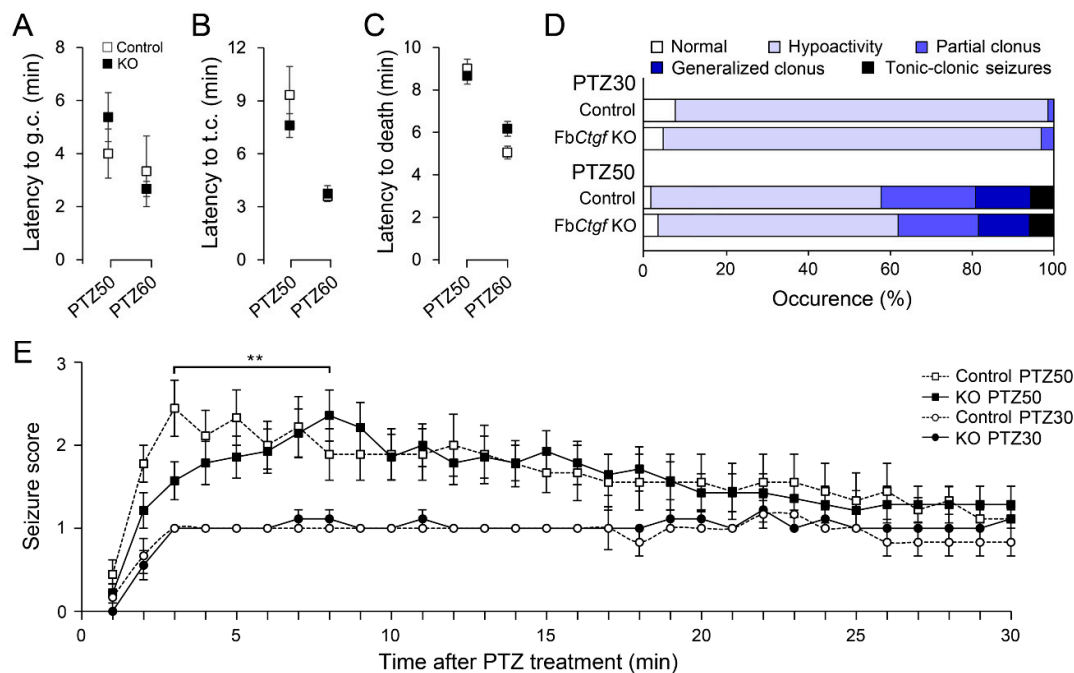 A
Control
KO
Latency to g.c. (min)
8
6
4
2
0
PTZ50
PTZ60
B
Latency to t.c. (min)
12
9
6
3
0
PTZ50
PTZ60
C
Latency to death (min)
10
8
6
4
2
0
PTZ50
PTZ60
D
Normal Hypoactivity Partial clonus
Generalized clonus Tonic-clonic seizures
PTZ30
Control
FbCtgf KO
PTZ50
Control
FbCtgf KO
0 20 40 60 80 100
Occurence (%)
E
**
Control PTZ50
KO PTZ50
Control PTZ30
KO PTZ30
Seizure score
3
2
1
0
0 5 10 15 20 25 30
Time after PTZ treatment (min)